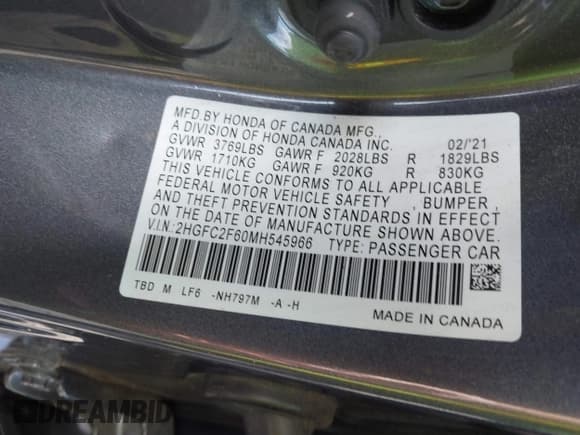 MFD.BY HONDA OF CANADA MFG.,
A DIVISION OF HONDA CANADA INC. 02/'21
GVWR 3769LBS GAWR F 2028LBS R 1829LBS
GVWR 1710KG GAWR F 920KG R 830KG
THIS VEHICLE CONFORMS TO ALL APPLICABLE
FEDERAL MOTOR VEHICLE SAFETY , BUMPER ,
AND THEFT PREVENTION STANDARDS IN EFFECT
ON THE DATE OF MANUFACTURE SHOWN ABOVE.
V.I.N.:2HGFC2F60MH545966 TYPE: PASSENGER CAR
TBD M LF6 -NH797M -A -H
MADE IN CANADA
DREAMBID